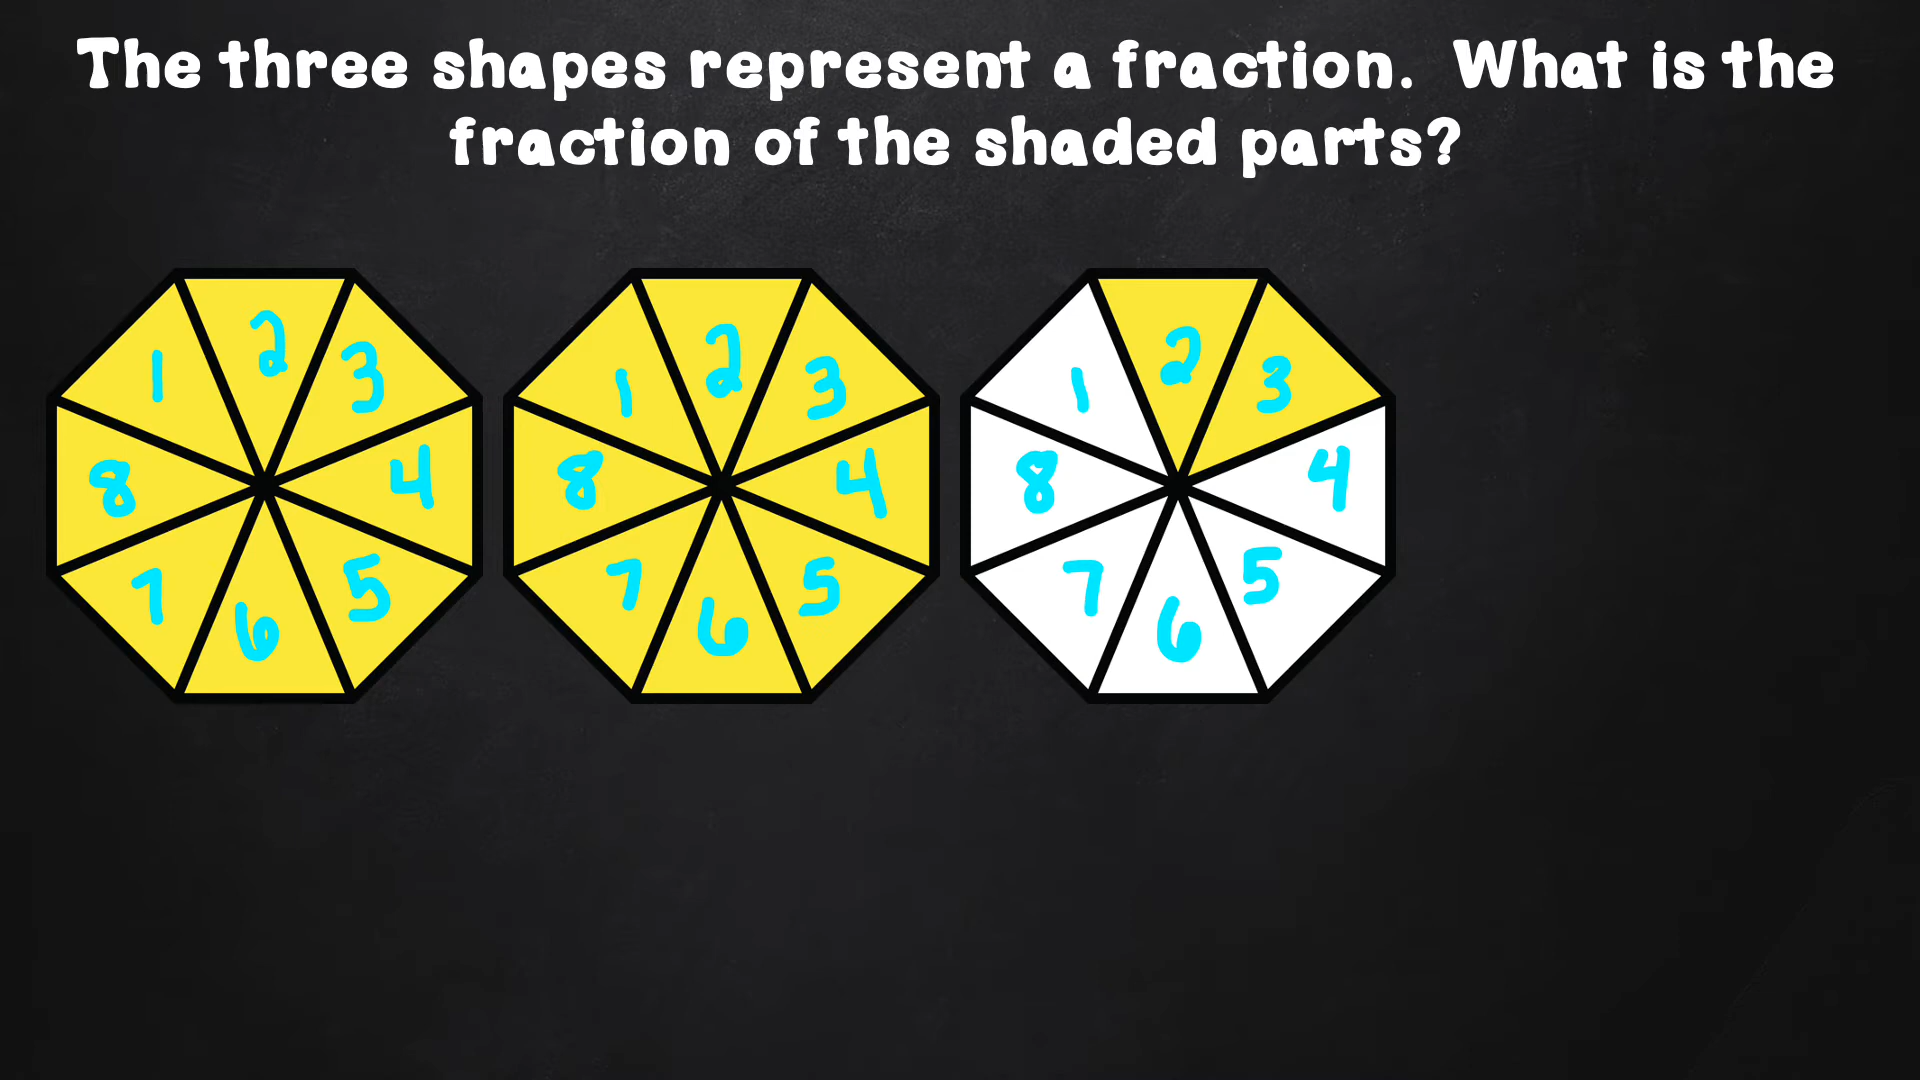 The three shapes represent a fraction. What is the
fraction of the shaded parts?
1 2 3 4 5 6 7 8
1 2 3 4 5 6 7 8
1 2 3 4 5 6 7 8